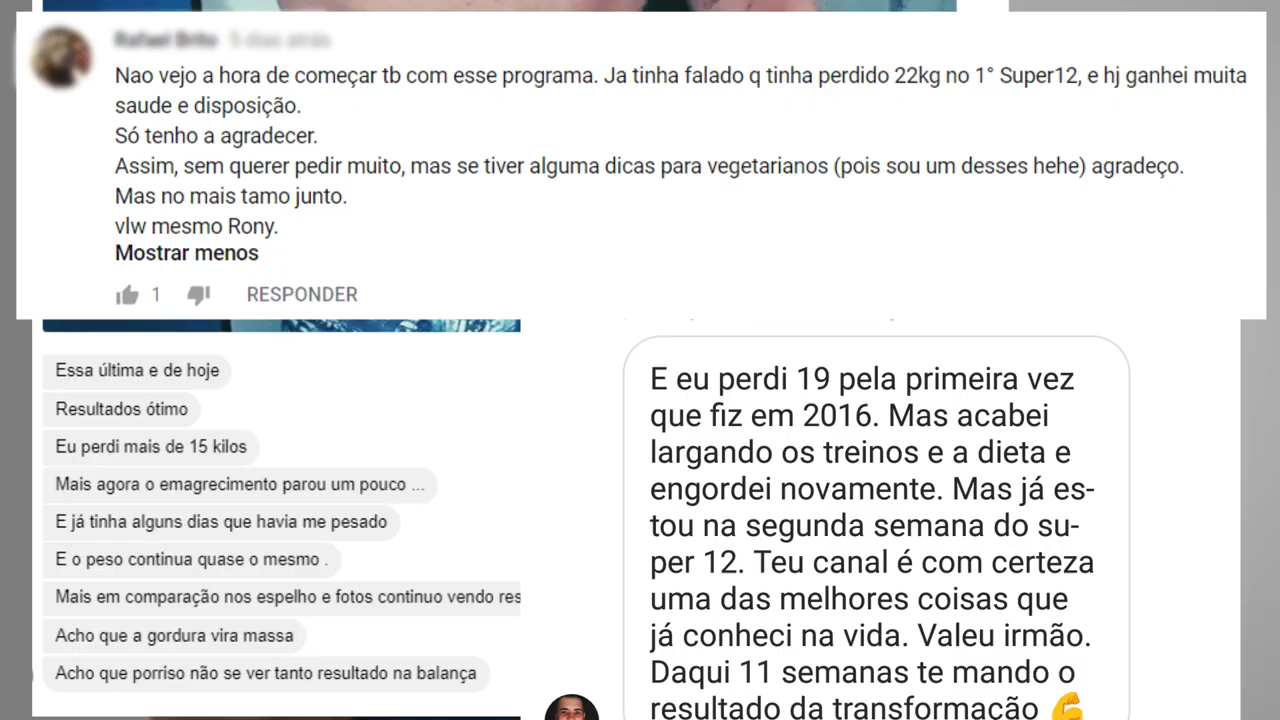 Nao vejo a hora de começar tb com esse programa. Ja tinha falado q tinha perdido 22kg no 1° Super12, e hj ganhei muita
saude e disposição.
Só tenho a agradecer.
Assim, sem querer pedir muito, mas se tiver alguma dicas para vegetarianos (pois sou um desses hehe) agradeço.
Mas no mais tamo junto.
vlw mesmo Rony.
Mostrar menos
1 RESPONDER
Essa última e de hoje
Resultados ótimo
Eu perdi mais de 15 kilos
Mais agora o emagrecimento parou um pouco ...
E já tinha alguns dias que havia me pesado
E o peso continua quase o mesmo .
Mais em comparação nos espelho e fotos continuo vendo res
Acho que a gordura vira massa
Acho que porriso não se ver tanto resultado na balança
E eu perdi 19 pela primeira vez
que fiz em 2016. Mas acabei
largando os treinos e a dieta e
engordei novamente. Mas já es-
tou na segunda semana do su-
per 12. Teu canal é com certeza
uma das melhores coisas que
já conheci na vida. Valeu irmão.
Daqui 11 semanas te mando o
resultado da transformação 💪